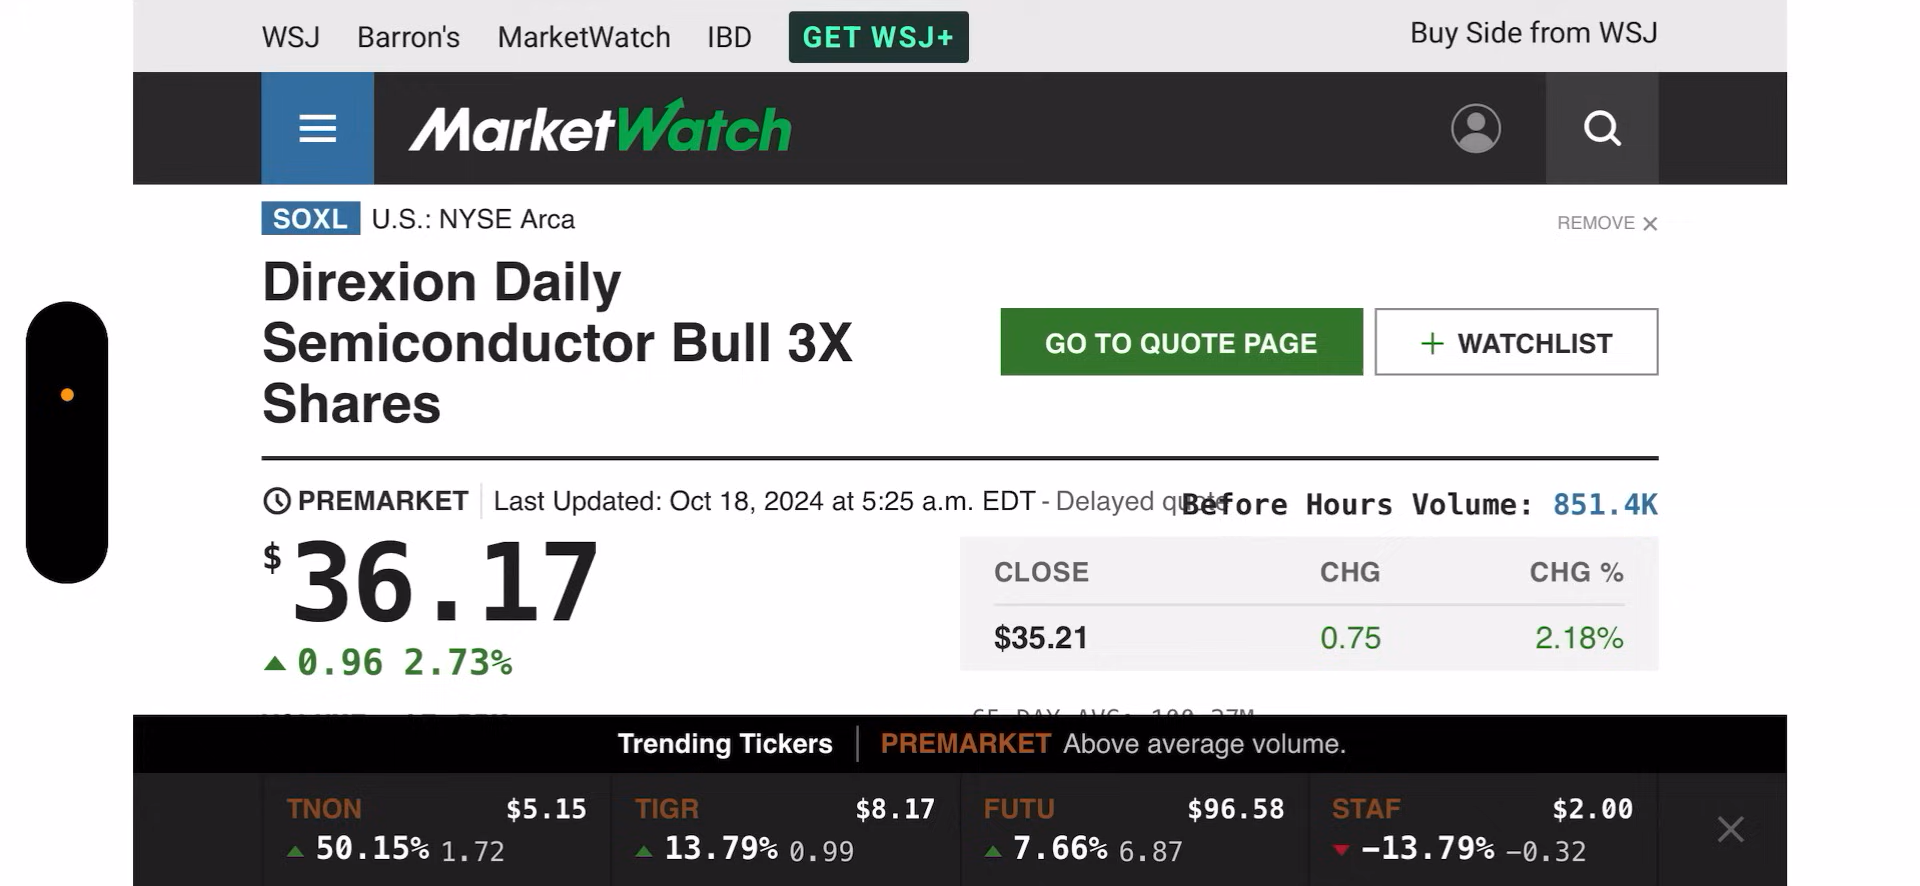 WSJ Barron's MarketWatch IBD GET WSJ+ Buy Side from WSJ
MarketWatch
SOXL U.S.: NYSE Arca REMOVE
Direxion Daily
Semiconductor Bull 3X
Shares
GO TO QUOTE PAGE + WATCHLIST
PREMARKET Last Updated: Oct 18, 2024 at 5:25 a.m. EDT - Delayed quote Before Hours Volume: 851.4K
$36.17
0.96 2.73%
CLOSE CHG CHG %
$35.21 0.75 2.18%
Trending Tickers | PREMARKET Above average volume.
TNON $5.15 TIGR $8.17 FUTU $96.58 STAF $2.00
50.15% 1.72 13.79% 0.99 7.66% 6.87 −13.79% −0.32